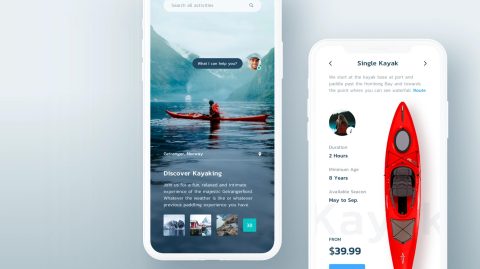 Search all activities
What I can help you?
Geiranger, Norway
Discover Kayaking
Join us for a fun, relaxed and intimate
experience of the majestic Geirangerfjord.
Whatever the weather is like or whatever
previous paddling experience you have.
Single Kayak
We start at the kayak base at port and
paddle past the Homlong Bay and towards
the point where you can see waterfall. Route
Duration
2 Hours
Minimum Age
8 Years
Available Season
May to Sep.
Kayak
FROM
$39.99